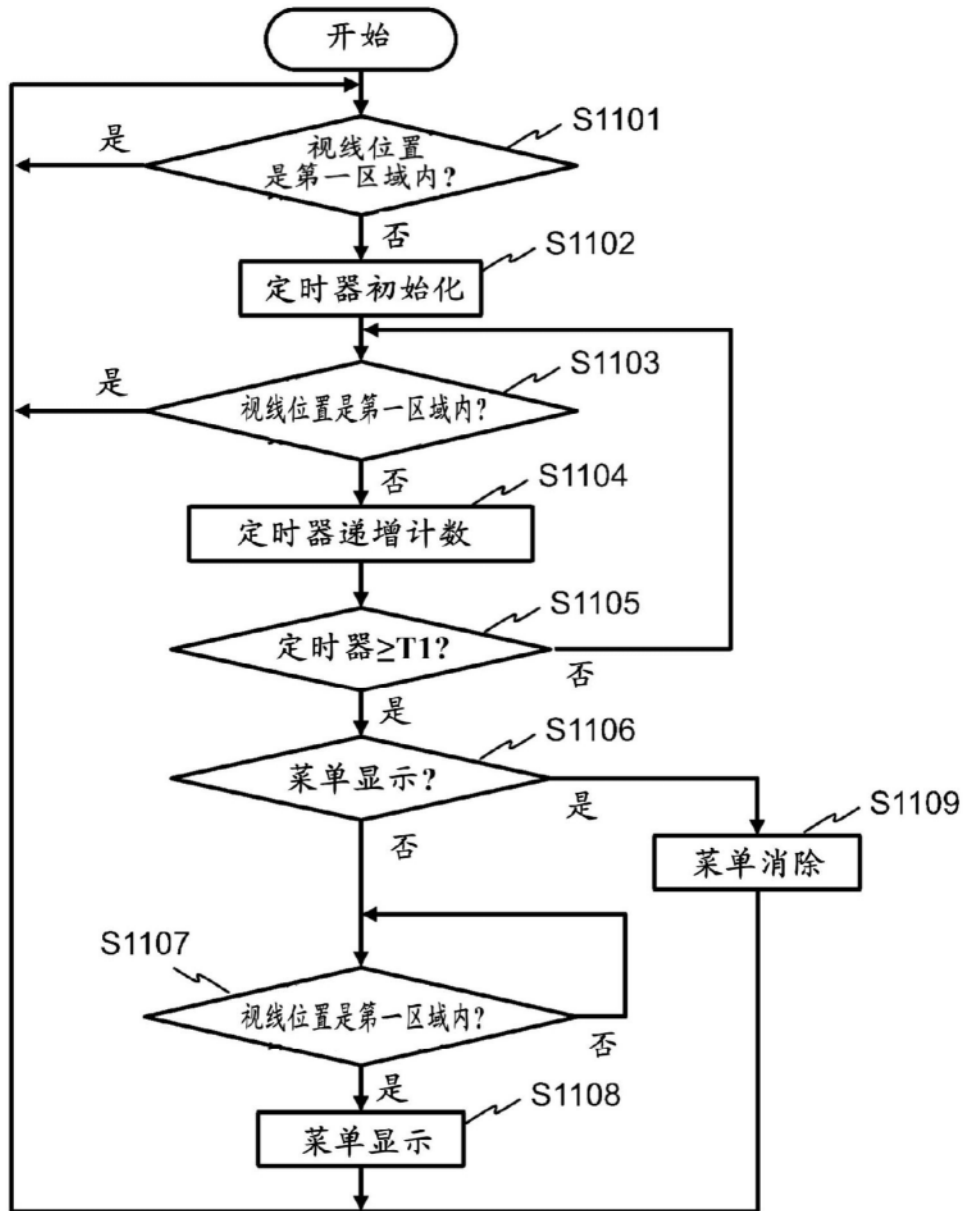 开始
S1101
是
视线位置
是第一区域内?
否
S1102
定时器初始化
S1103
是
视线位置是第一区域内?
否
S1104
定时器递增计数
S1105
定时器≥T1?
否
是
S1106
菜单显示?
是
S1109
否
菜单消除
S1107
视线位置是第一区域内?
否
是
S1108
菜单显示